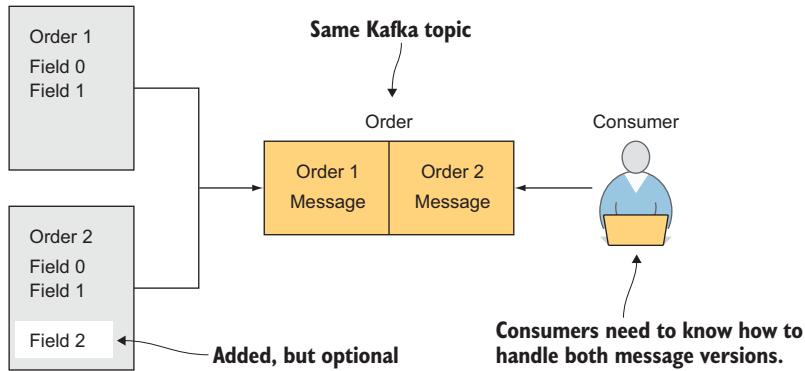 Order 1
Field 0
Field 1
Same Kafka topic
Order
Consumer
Order 1
Message
Order 2
Message
Order 2
Field 0
Field 1
Field 2
Added, but optional
Consumers need to know how to
handle both message versions.